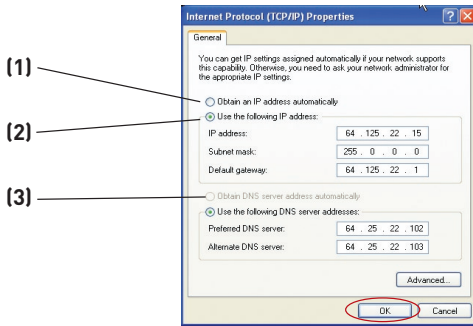 Internet Protocol (TCP/IP) Properties
General
You can get IP settings assigned automatically if your network supports
this capability. Otherwise, you need to ask your network administrator for
the appropriate IP settings.
(1)
Obtain an IP address automatically
(2)
Use the following IP address:
IP address: 64 . 125 . 22 . 15
Subnet mask: 255 . 0 . 0 . 0
Default gateway: 64 . 125 . 22 . 1
(3)
Obtain DNS server address automatically
Use the following DNS server addresses:
Preferred DNS server: 64 . 25 . 22 . 102
Alternate DNS server: 64 . 25 . 22 . 103
Advanced...
OK Cancel